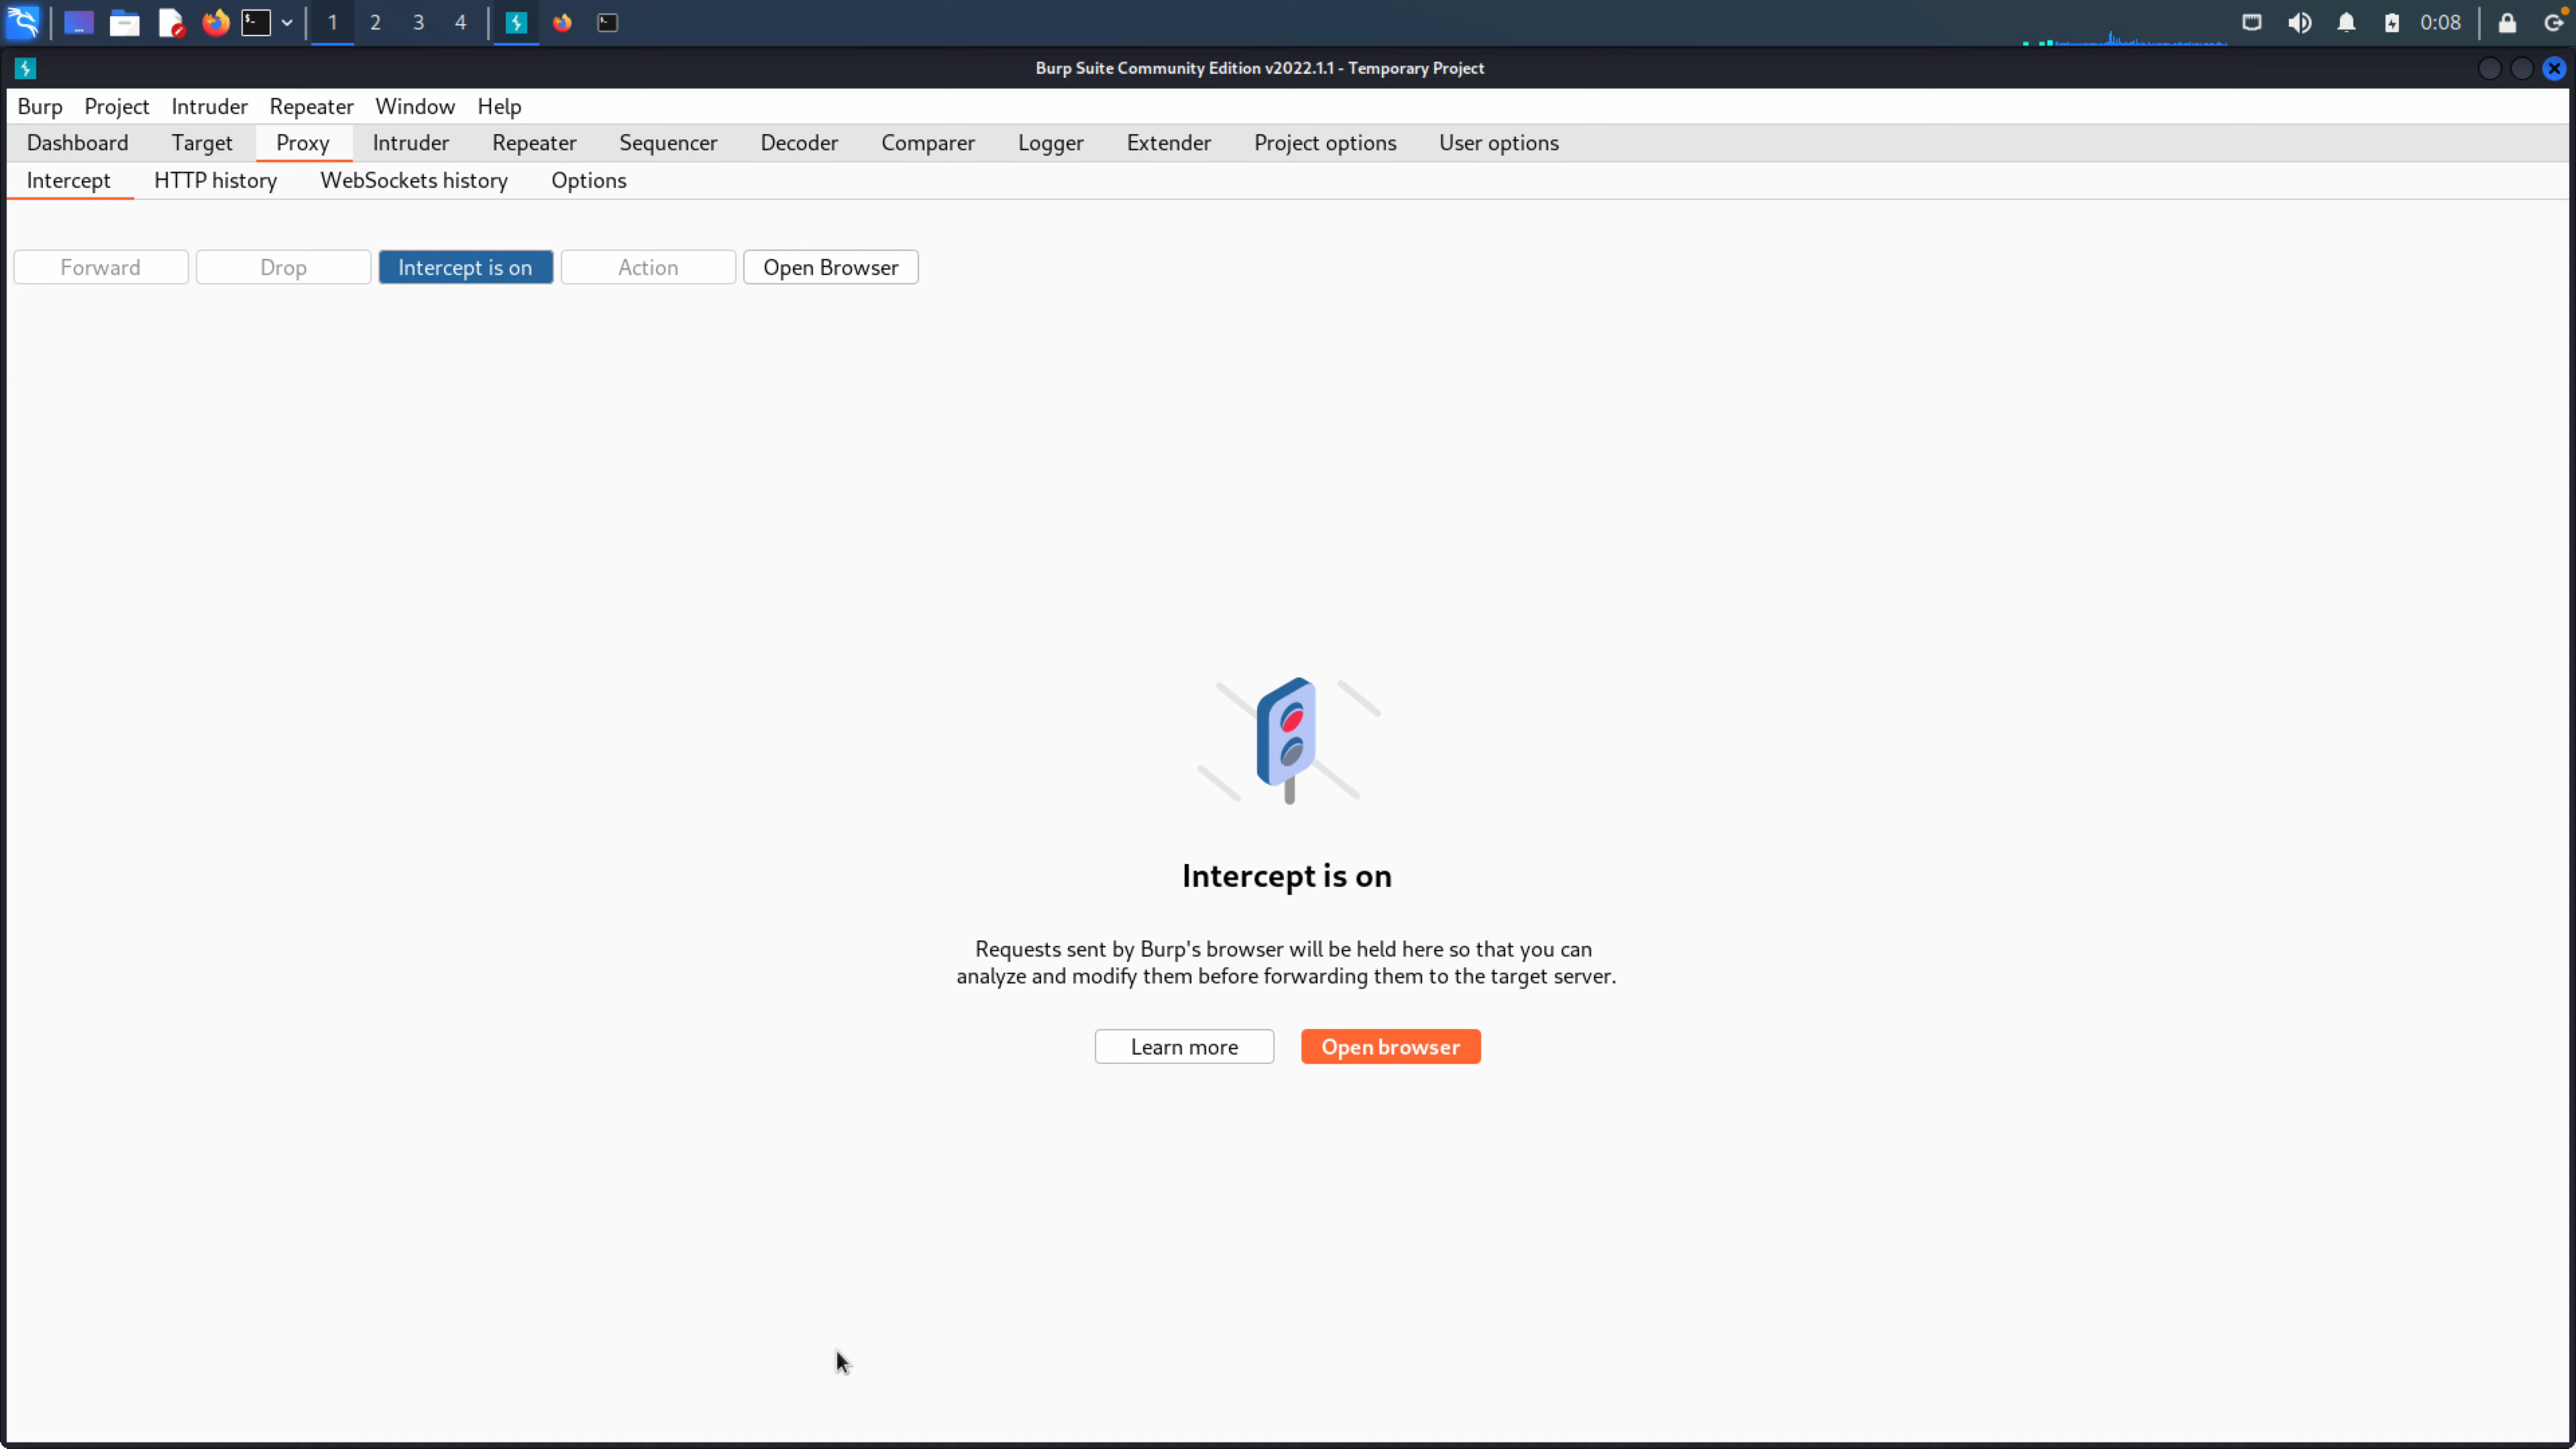 1 2 3 4 0:08
Burp Suite Community Edition v2022.1.1 - Temporary Project
Burp Project Intruder Repeater Window Help
Dashboard Target Proxy Intruder Repeater Sequencer Decoder Comparer Logger Extender Project options User options
Intercept HTTP history WebSockets history Options
Forward Drop Intercept is on Action Open Browser
Intercept is on
Requests sent by Burp's browser will be held here so that you can
analyze and modify them before forwarding them to the target server.
Learn more Open browser